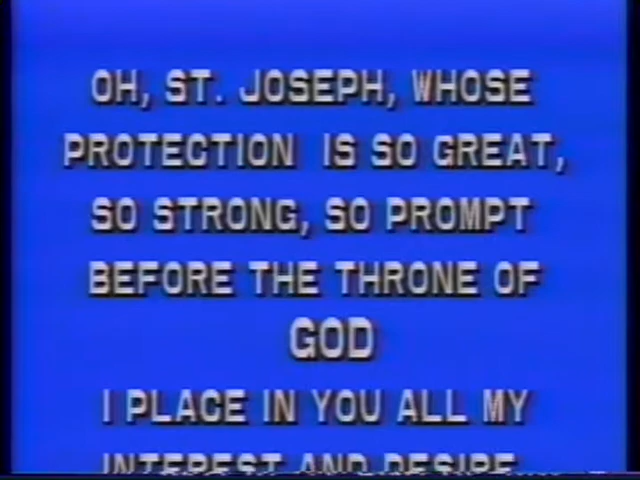 OH, ST. JOSEPH, WHOSE
PROTECTION IS SO GREAT,
SO STRONG, SO PROMPT
BEFORE THE THRONE OF
GOD
I PLACE IN YOU ALL MY
INTEREST AND DESIRE